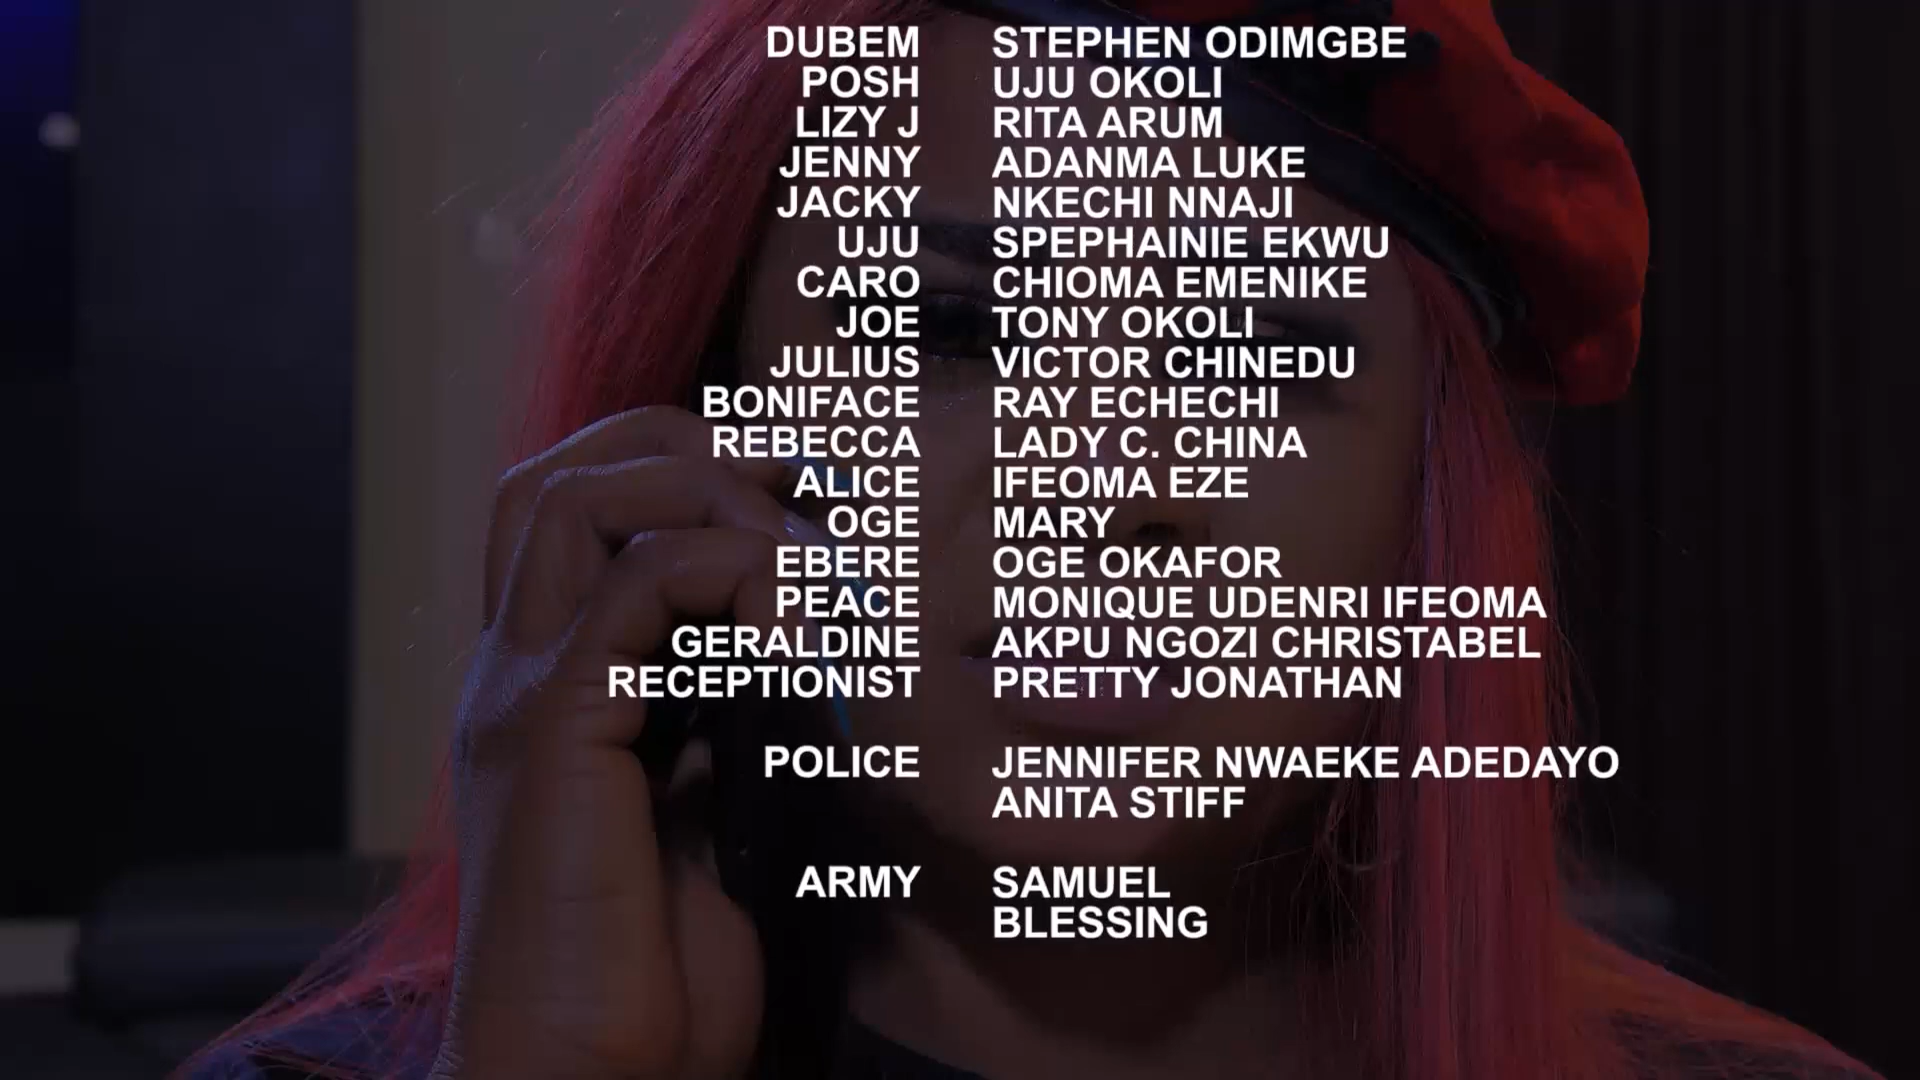 DUBEM STEPHEN ODIMGBE
POSH UJU OKOLI
LIZY J RITA ARUM
JENNY ADANMA LUKE
JACKY NKECHI NNAJI
UJU SPEPHAINIE EKWU
CARO CHIOMA EMENIKE
JOE TONY OKOLI
JULIUS VICTOR CHINEDU
BONIFACE RAY ECHECHI
REBECCA LADY C. CHINA
ALICE IFEOMA EZE
OGE MARY
EBERE OGE OKAFOR
PEACE MONIQUE UDENRI IFEOMA
GERALDINE AKPU NGOZI CHRISTABEL
RECEPTIONIST PRETTY JONATHAN
POLICE JENNIFER NWAEKE ADEDAYO
ANITA STIFF
ARMY SAMUEL
BLESSING